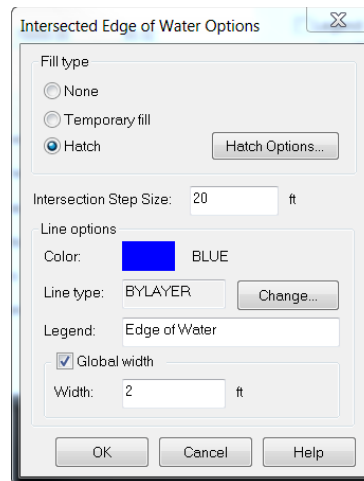 Intersected Edge of Water Options
Fill type
None
Temporary fill
Hatch
Hatch Options...
Intersection Step Size: 20 ft
Line options
Color: BLUE
Line type: BYLAYER Change...
Legend: Edge of Water
Global width
Width: 2 ft
OK Cancel Help